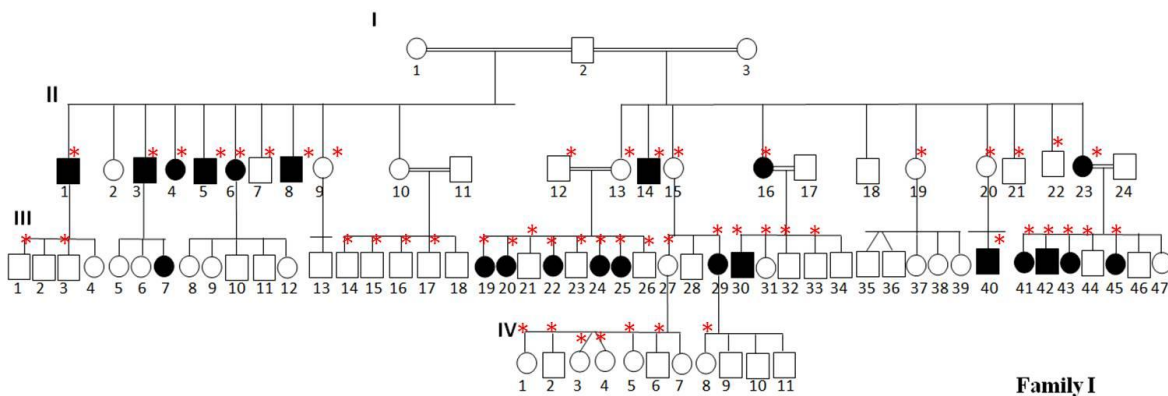 I
1 2 3
II
1 2 3 4 5 6 7 8 9 10 11 12 13 14 15 16 17 18 19 20 21 22 23 24
III
1 2 3 4 5 6 7 8 9 10 11 12 13 14 15 16 17 18 19 20 21 22 23 24 25 26 27 28 29 30 31 32 33 34 35 36 37 38 39 40 41 42 43 44 45 46 47
IV
1 2 3 4 5 6 7 8 9 10 11
Family I